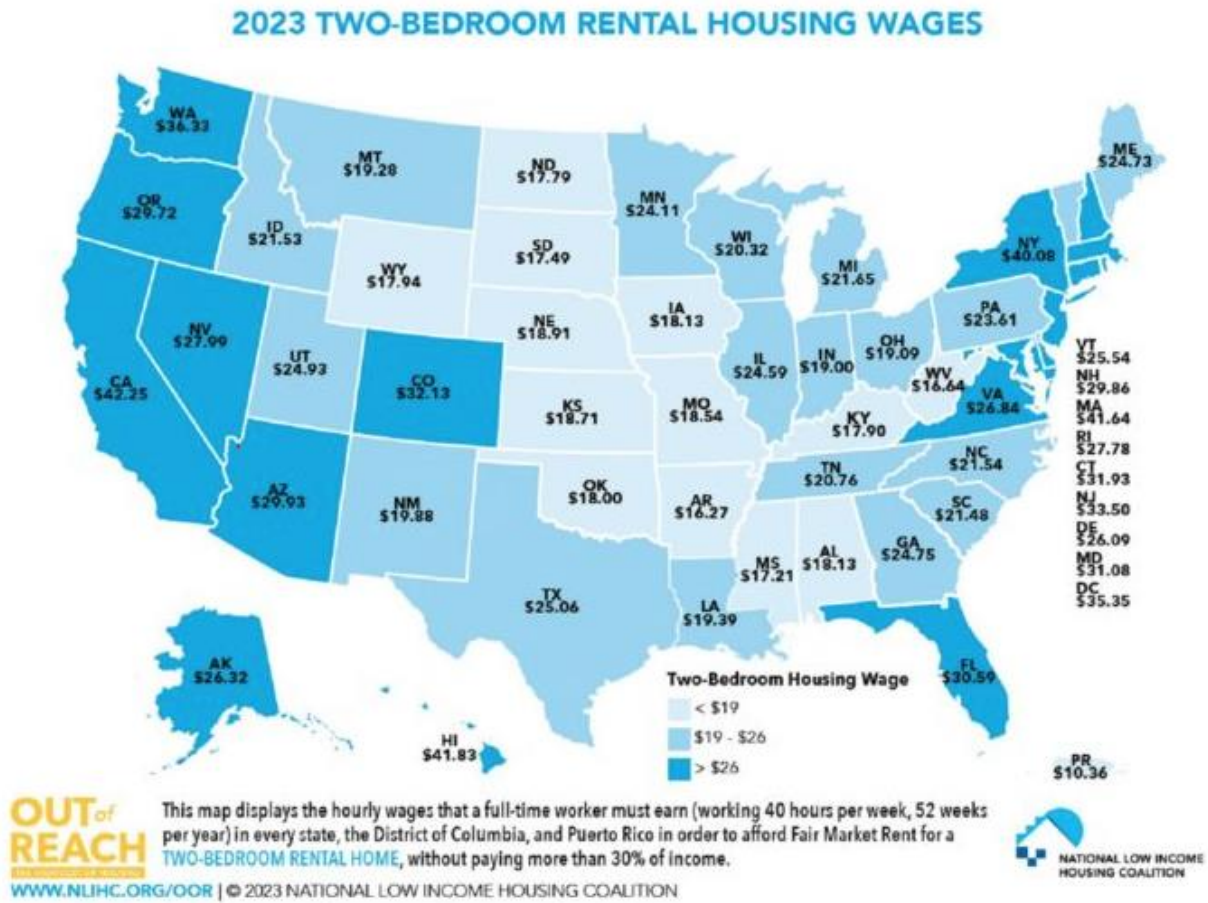 2023 TWO-BEDROOM RENTAL HOUSING WAGES
WA
$36.33
OR
$29.72
CA
$42.25
NV
$27.99
ID
$21.53
MT
$19.28
WY
$17.94
UT
$24.93
CO
$32.13
AZ
$29.93
NM
$19.88
ND
$17.79
SD
$17.49
NE
$18.91
KS
$18.71
OK
$18.00
TX
$25.06
MN
$24.11
IA
$18.13
MO
$18.54
AR
$16.27
LA
$19.39
WI
$20.32
IL
$24.59
MI
$21.65
IN
$19.00
OH
$19.09
KY
$17.90
TN
$20.76
MS
$17.21
AL
$18.13
GA
$24.75
FL
$30.59
SC
$21.48
NC
$21.54
VA
$26.84
WV
$16.64
PA
$23.61
NY
$40.08
ME
$24.73
VT
$25.54
NH
$29.86
MA
$41.64
RI
$27.78
CT
$31.93
NJ
$33.50
DE
$26.09
MD
$31.08
DC
$35.35
AK
$26.32
HI
$41.83
PR
$10.36
Two-Bedroom Housing Wage
< $19
$19 - $26
> $26
OUT of
REACH
This map displays the hourly wages that a full-time worker must earn (working 40 hours per week, 52 weeks
per year) in every state, the District of Columbia, and Puerto Rico in order to afford Fair Market Rent for a
TWO-BEDROOM RENTAL HOME, without paying more than 30% of income.
WWW.NLIHC.ORG/OOR | © 2023 NATIONAL LOW INCOME HOUSING COALITION
NATIONAL LOW INCOME
HOUSING COALITION